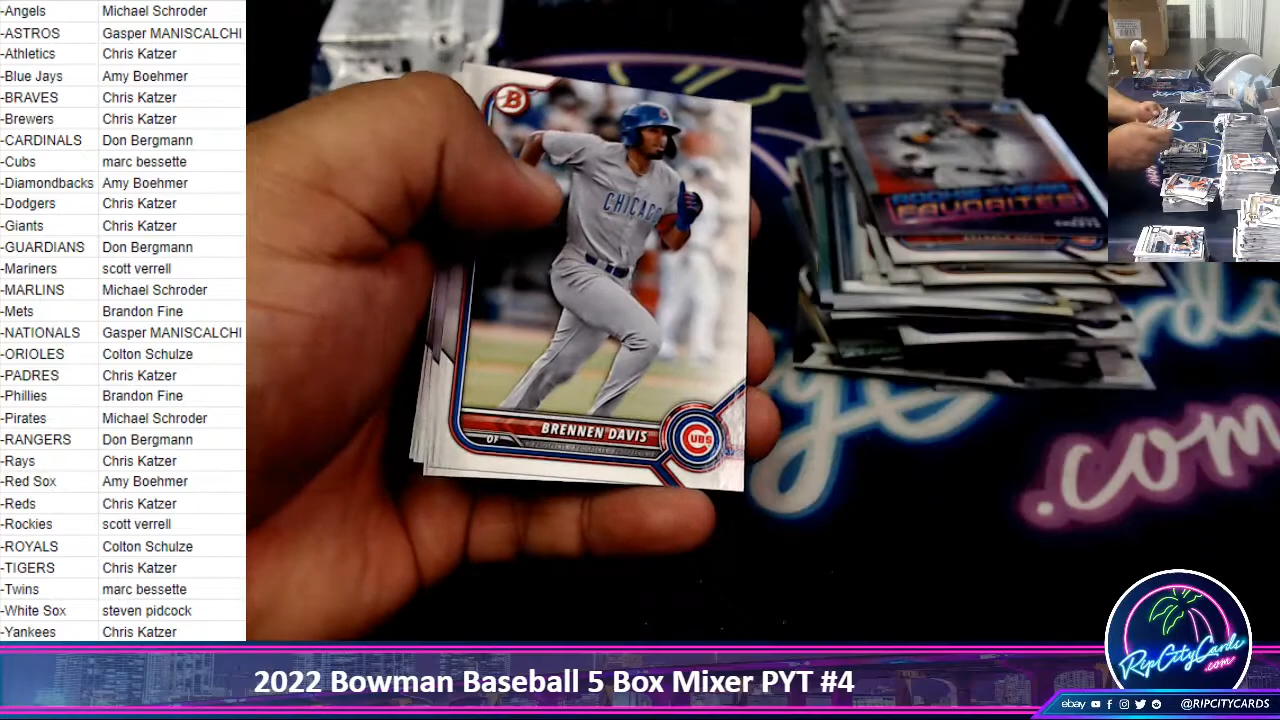 -Angels Michael Schroder
-ASTROS Gasper MANISCALCHI
-Athletics Chris Katzer
-Blue Jays Amy Boehmer
-BRAVES Chris Katzer
-Brewers Chris Katzer
-CARDINALS Don Bergmann
-Cubs marc bessette
-Diamondbacks Amy Boehmer
-Dodgers Chris Katzer
-Giants Chris Katzer
-GUARDIANS Don Bergmann
-Mariners scott verrell
-MARLINS Michael Schroder
-Mets Brandon Fine
-NATIONALS Gasper MANISCALCHI
-ORIOLES Colton Schulze
-PADRES Chris Katzer
-Phillies Brandon Fine
-Pirates Michael Schroder
-RANGERS Don Bergmann
-Rays Chris Katzer
-Red Sox Amy Boehmer
-Reds Chris Katzer
-Rockies scott verrell
-ROYALS Colton Schulze
-TIGERS Chris Katzer
-Twins marc bessette
-White Sox steven pidcock
-Yankees Chris Katzer
B
CHICAGO
BRENNEN DAVIS
OF
CUBS
ROOKIE OF THE YEAR
FAVORITES
.com
RipCityCards
.com
2022 Bowman Baseball 5 Box Mixer PYT #4
ebay @RIPCITYCARDS